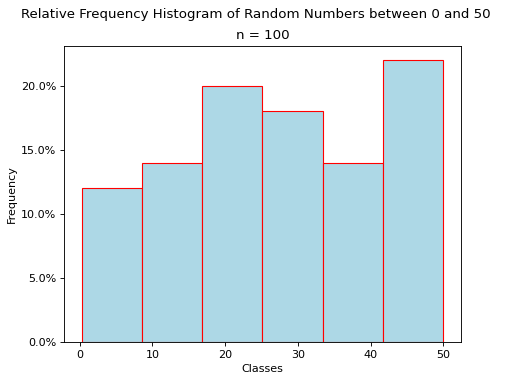 Relative Frequency Histogram of Random Numbers between 0 and 50
n = 100
20.0%
15.0%
10.0%
5.0%
0.0%
Frequency
0 10 20 30 40 50
Classes